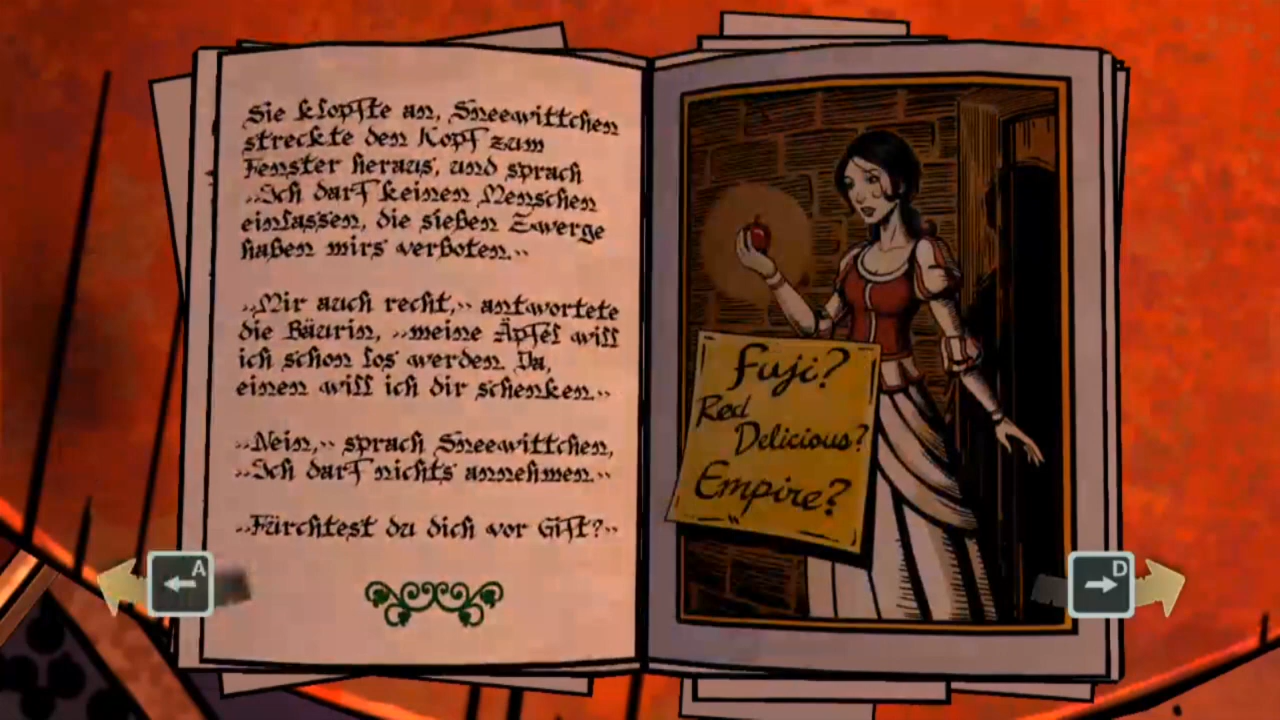 Sie klopfte an, Sneewittchen
streckte den Kopf zum
Fenster heraus, und sprach
„Ich darf keinen Menschen
einlassen, die sieben Zwerge
haben mirs verboten.„
„Mir auch recht,„ antwortete
die Bäurin, „meine Äpfel will
ich schon los werden. Da,
einen will ich dir schenken.„
„Nein,„ sprach Sneewittchen,
„Ich darf nichts annehmen.„
„Fürchtest du dich vor Gift?„
Fuji?
Red
Delicious?
Empire?
A
D